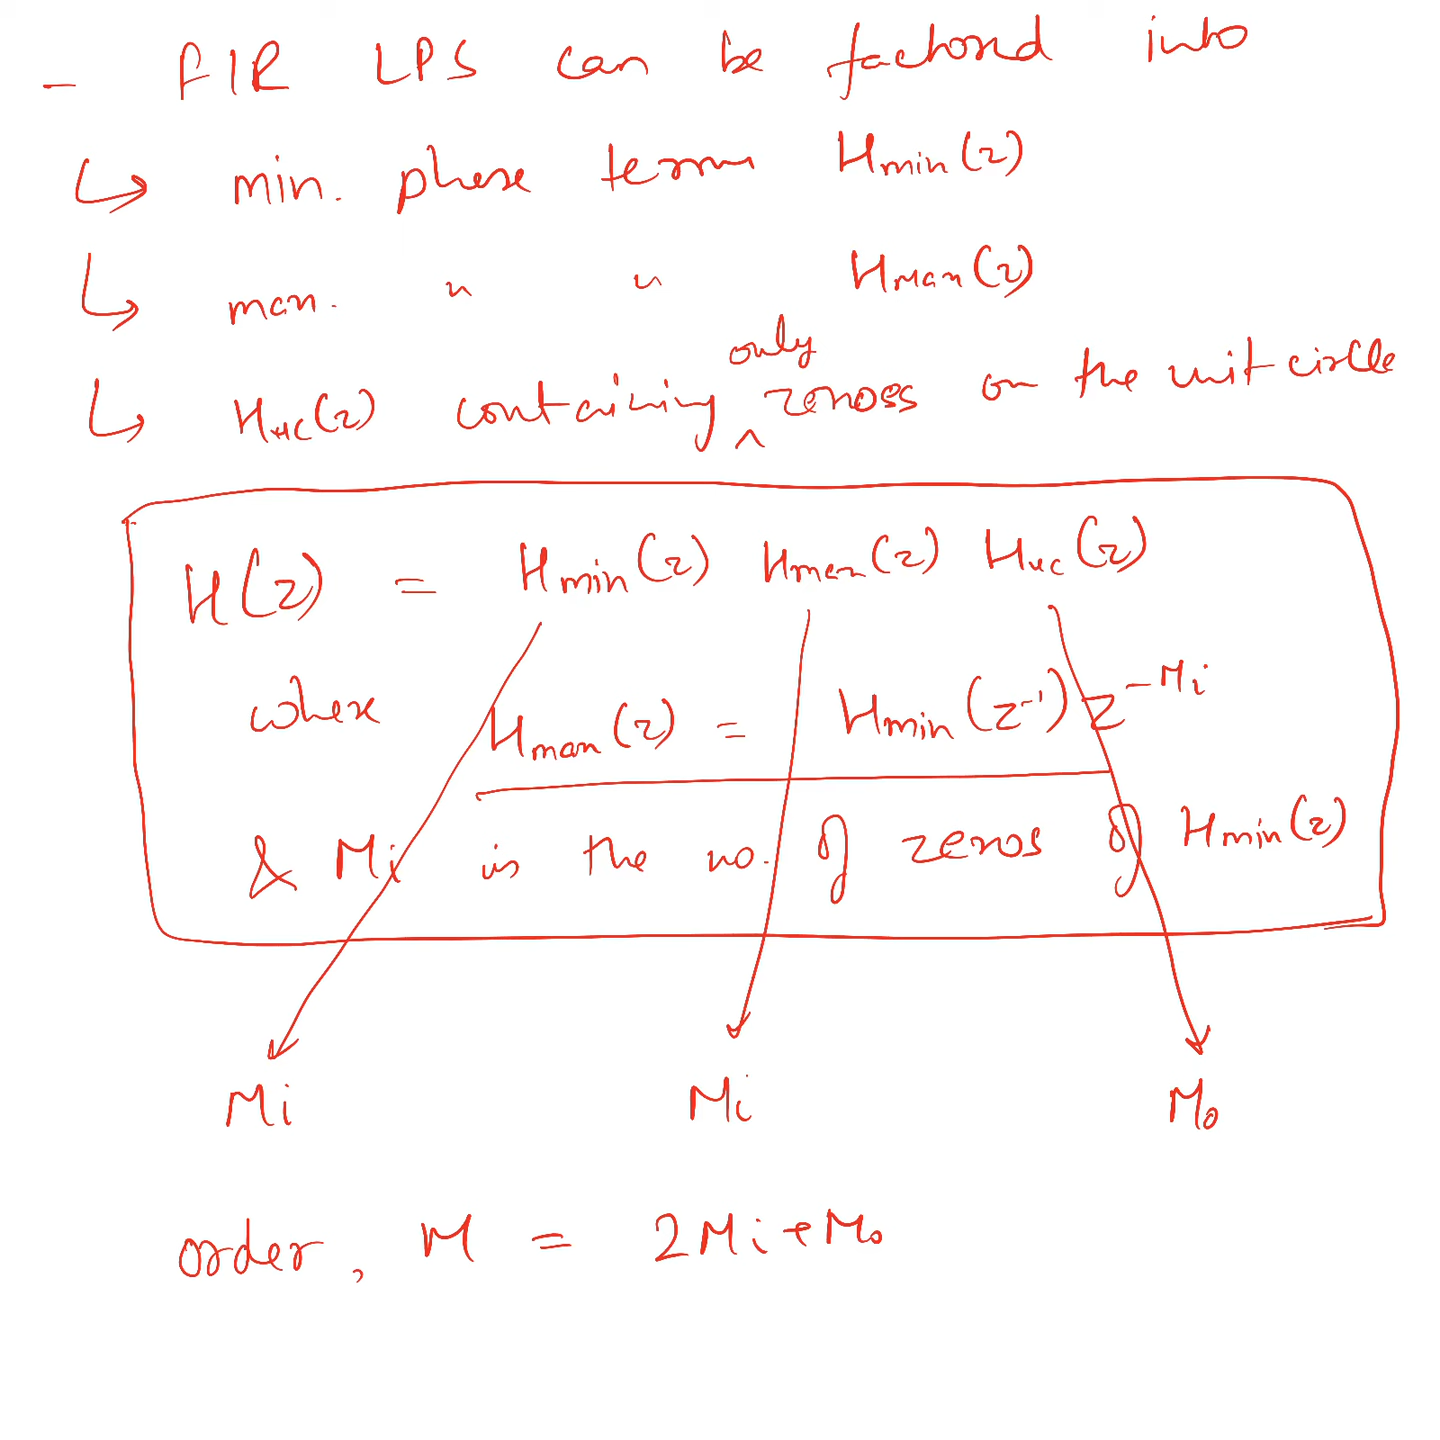 - FIR LPS can be factored into
↳ min. phase term Hmin(z)
↳ max. " " Hmax(z)
only
↳ Huc(z) containing ^ zeroes on the unit circle
H(z) = Hmin(z) Hmax(z) Huc(z)
where Hmax(z) = Hmin(z⁻¹) z^-Mi
& Mi is the no. of zeros of Hmin(z)
Mi Mi Mo
order, M = 2Mi + Mo